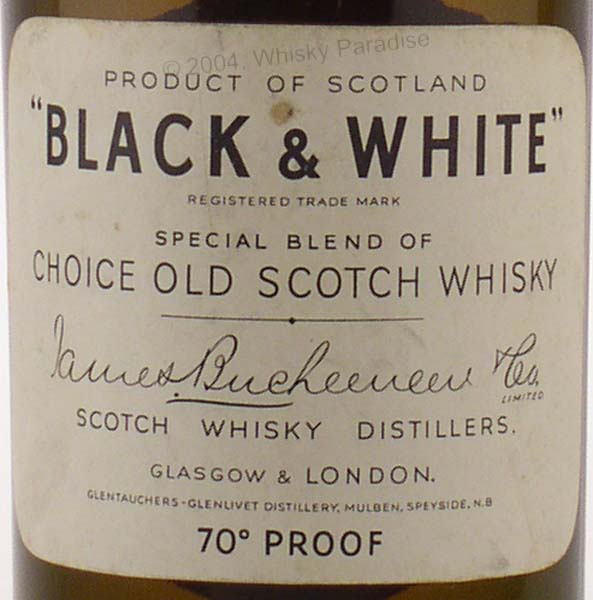 © 2004, Whisky Paradise
PRODUCT OF SCOTLAND
"BLACK & WHITE"
REGISTERED TRADE MARK
SPECIAL BLEND OF
CHOICE OLD SCOTCH WHISKY
James Buchanan & Co.
LIMITED
SCOTCH WHISKY DISTILLERS.
GLASGOW & LONDON.
GLENTAUCHERS-GLENLIVET DISTILLERY, MULBEN, SPEYSIDE, N.B
70° PROOF